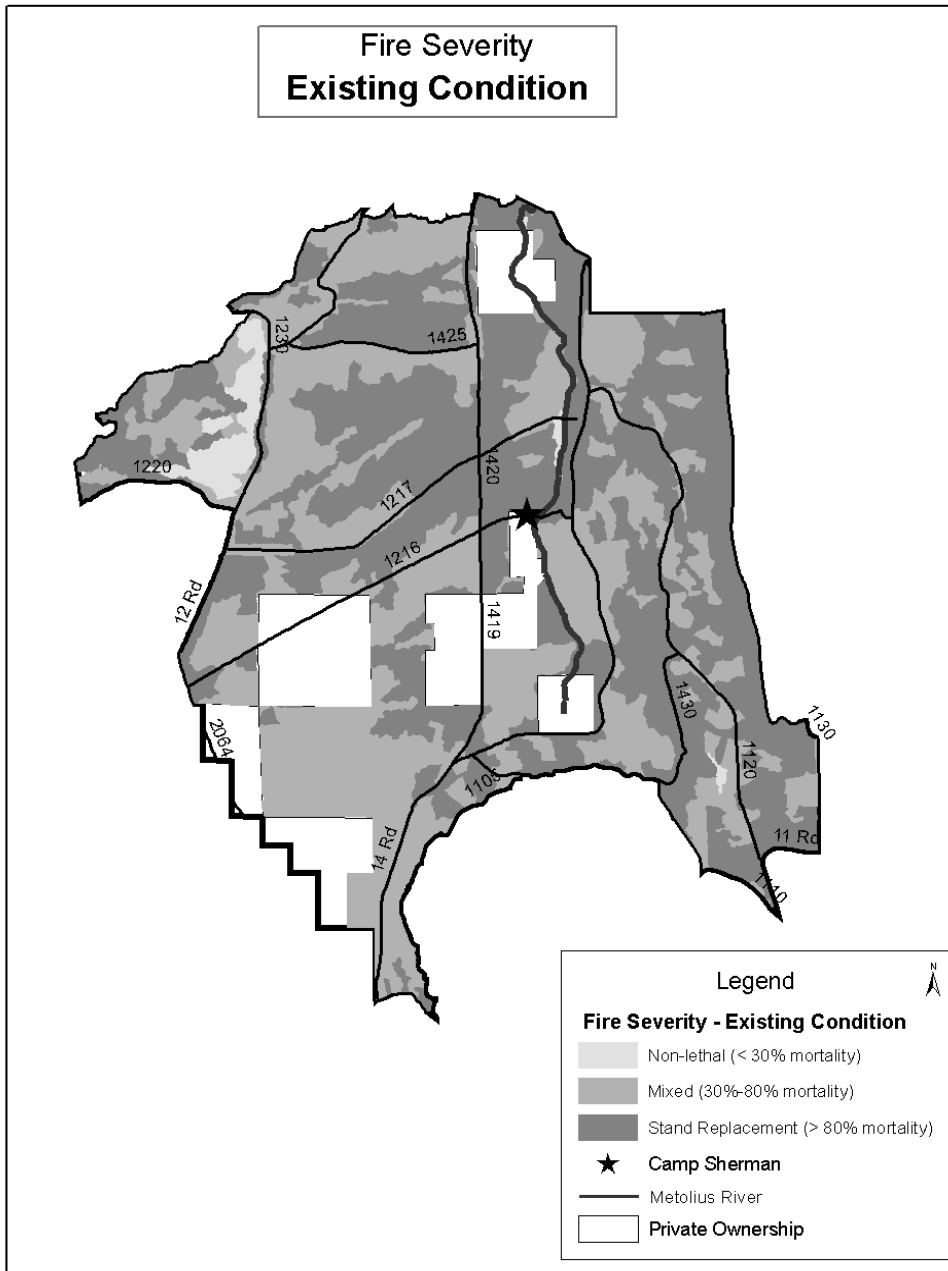 Fire Severity
Existing Condition
1230
1425
1220
1420
1217
1216
12 Rd
1419
2064
1430
1130
1120
1105
14 Rd
11 Rd
1110
Legend
N
Fire Severity - Existing Condition
Non-lethal (< 30% mortality)
Mixed (30%-80% mortality)
Stand Replacement (> 80% mortality)
Camp Sherman
Metolius River
Private Ownership